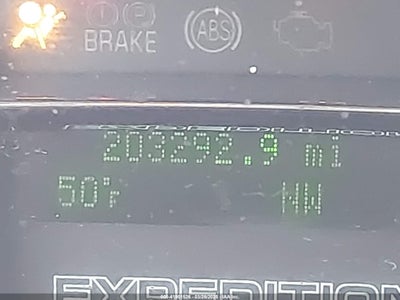 BRAKE ABS
203292.9 mi
50°F NW
EXPEDITION